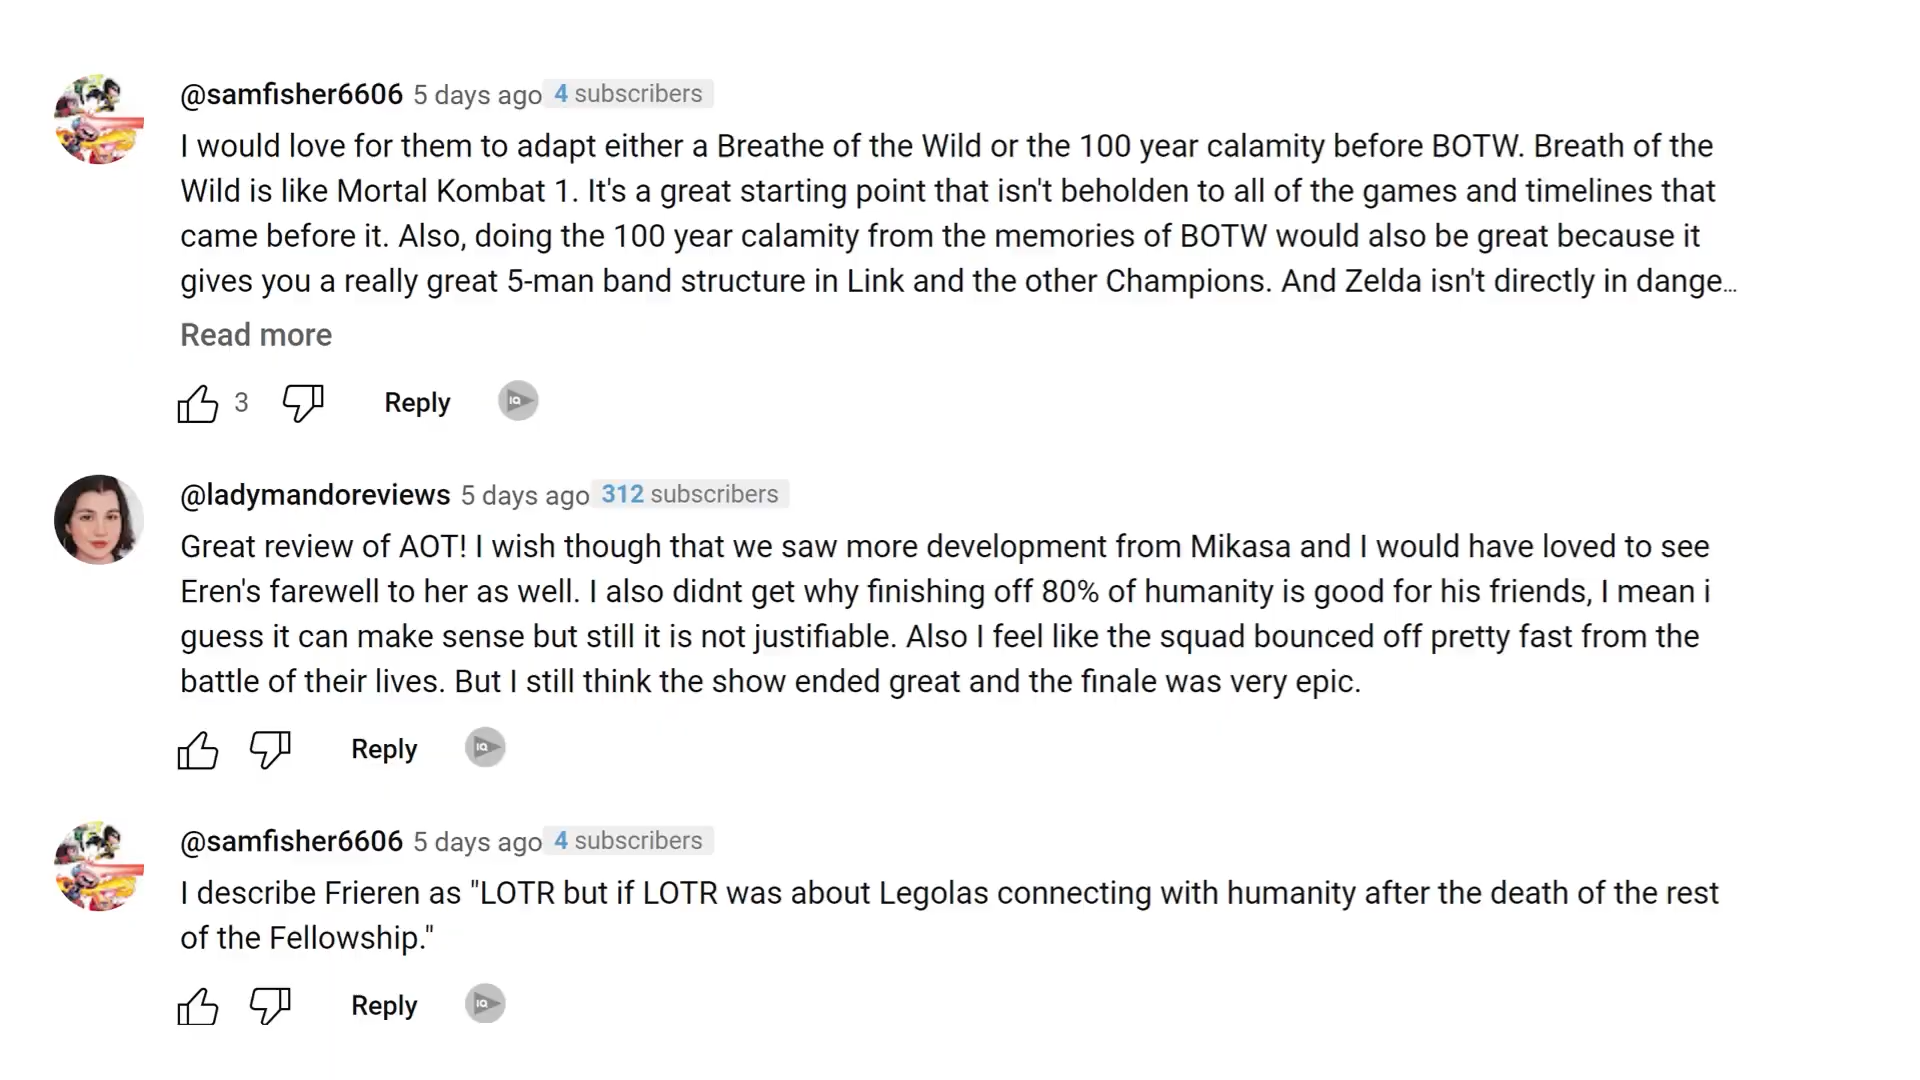 @samfisher6606 5 days ago 4 subscribers
I would love for them to adapt either a Breathe of the Wild or the 100 year calamity before BOTW. Breath of the
Wild is like Mortal Kombat 1. It's a great starting point that isn't beholden to all of the games and timelines that
came before it. Also, doing the 100 year calamity from the memories of BOTW would also be great because it
gives you a really great 5-man band structure in Link and the other Champions. And Zelda isn't directly in dange...
Read more
3 Reply IQ
@ladymandoreviews 5 days ago 312 subscribers
Great review of AOT! I wish though that we saw more development from Mikasa and I would have loved to see
Eren's farewell to her as well. I also didnt get why finishing off 80% of humanity is good for his friends, I mean i
guess it can make sense but still it is not justifiable. Also I feel like the squad bounced off pretty fast from the
battle of their lives. But I still think the show ended great and the finale was very epic.
Reply IQ
@samfisher6606 5 days ago 4 subscribers
I describe Frieren as "LOTR but if LOTR was about Legolas connecting with humanity after the death of the rest
of the Fellowship."
Reply IQ